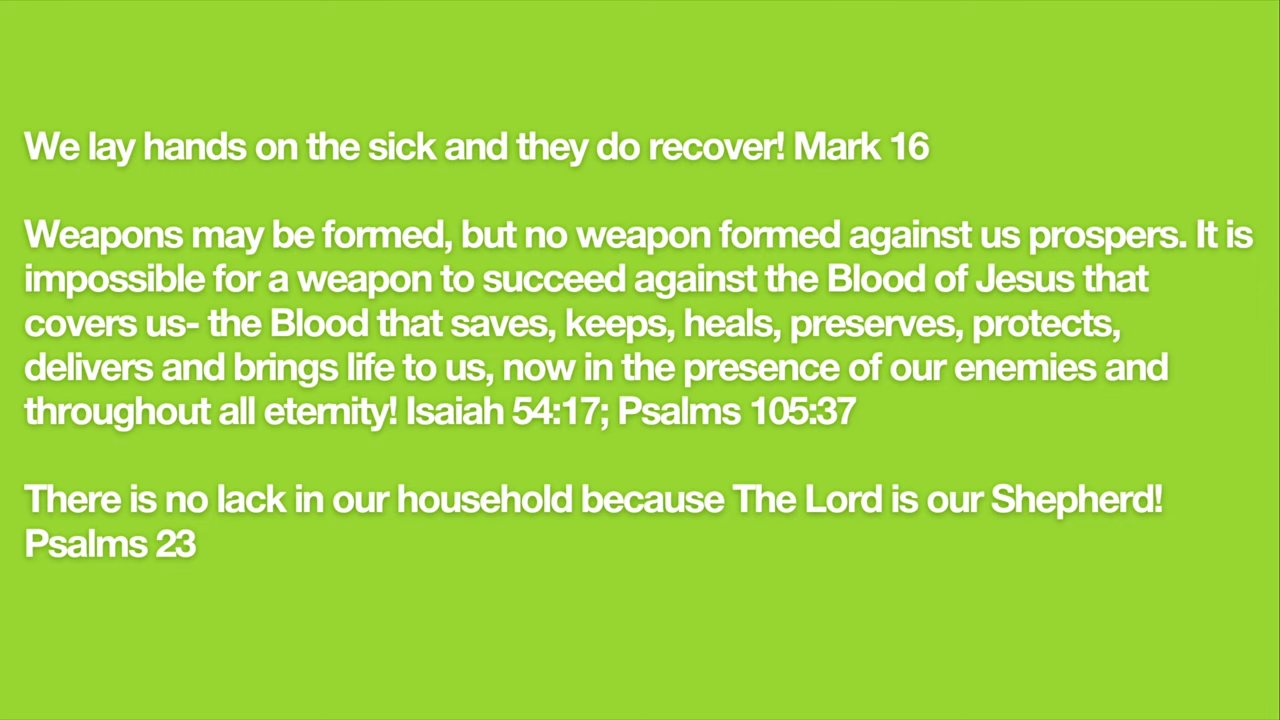 We lay hands on the sick and they do recover! Mark 16
Weapons may be formed, but no weapon formed against us prospers. It is
impossible for a weapon to succeed against the Blood of Jesus that
covers us- the Blood that saves, keeps, heals, preserves, protects,
delivers and brings life to us, now in the presence of our enemies and
throughout all eternity! Isaiah 54:17; Psalms 105:37
There is no lack in our household because The Lord is our Shepherd!
Psalms 23